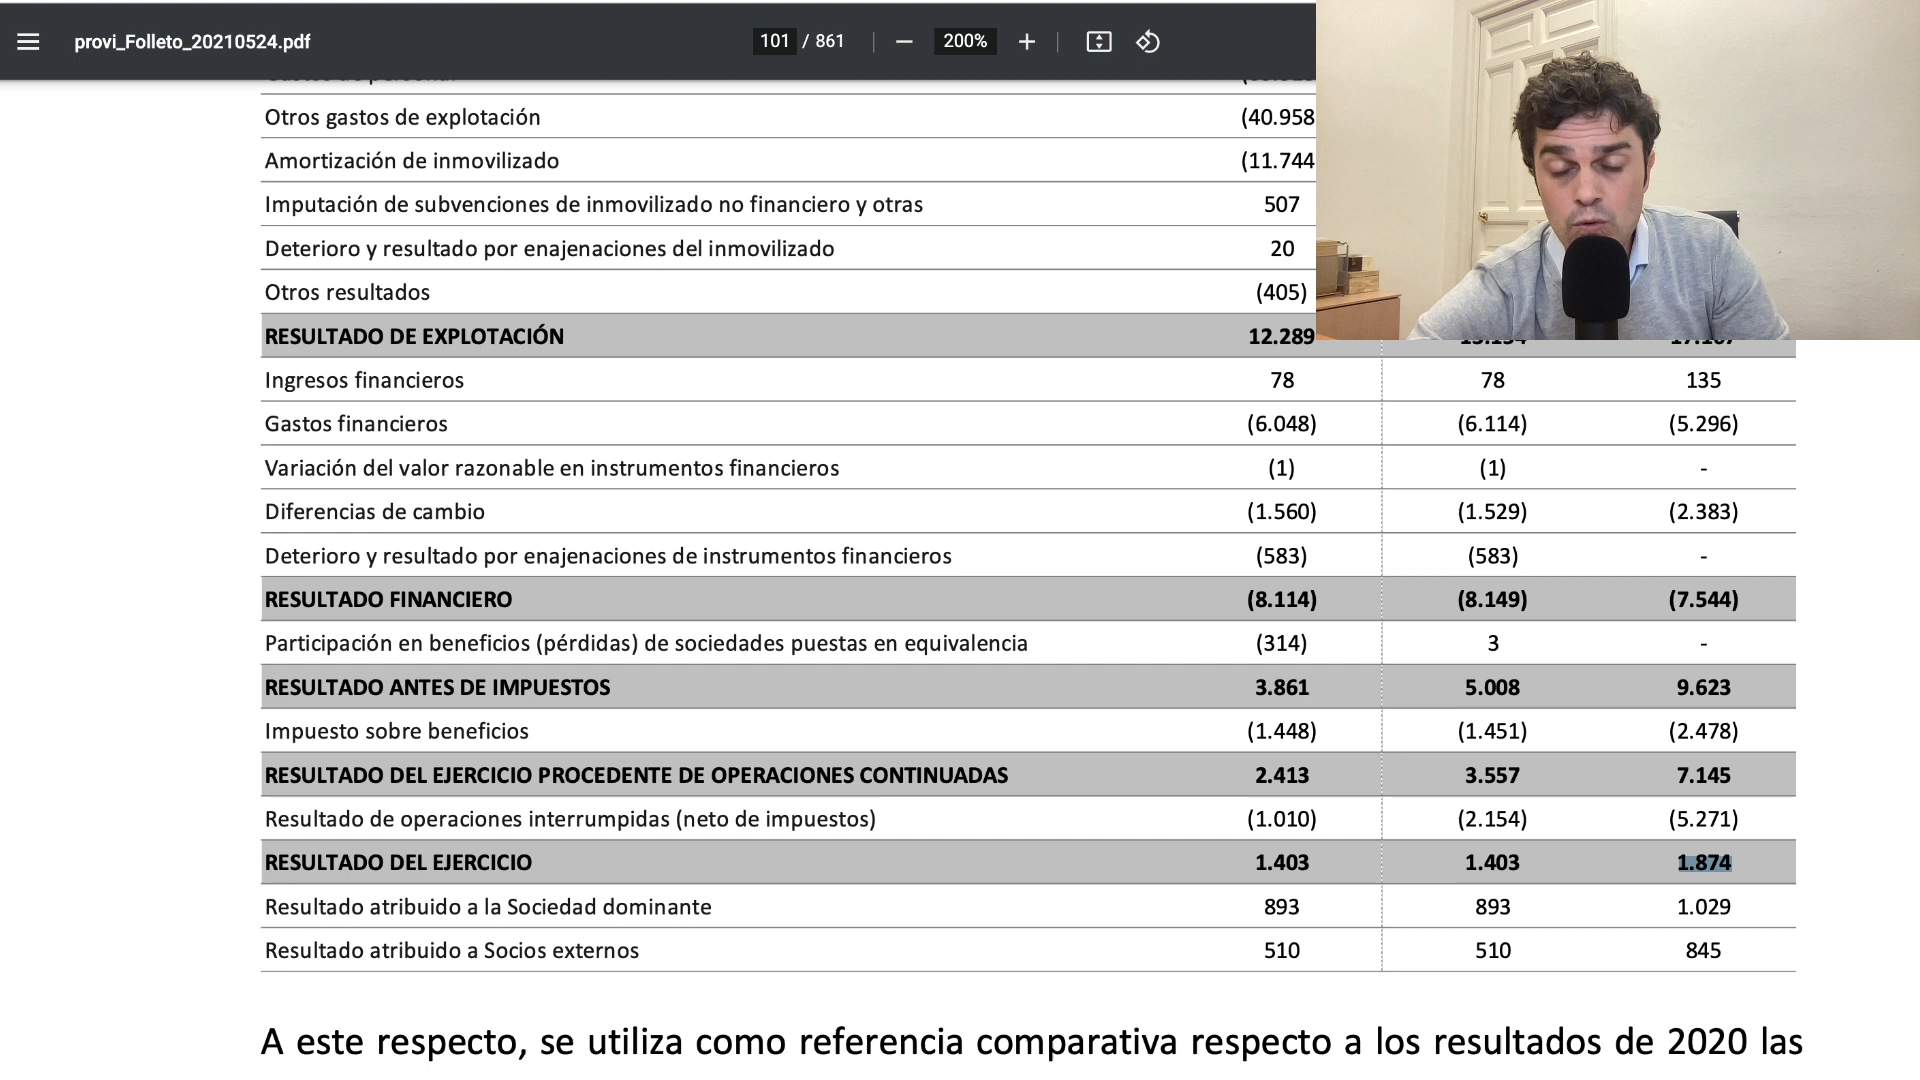 provi_Folleto_20210524.pdf 101 / 861 200%
Otros gastos de explotación (40.958
Amortización de inmovilizado (11.744
Imputación de subvenciones de inmovilizado no financiero y otras 507
Deterioro y resultado por enajenaciones del inmovilizado 20
Otros resultados (405)
RESULTADO DE EXPLOTACIÓN 12.289
Ingresos financieros 78 78 135
Gastos financieros (6.048) (6.114) (5.296)
Variación del valor razonable en instrumentos financieros (1) (1) -
Diferencias de cambio (1.560) (1.529) (2.383)
Deterioro y resultado por enajenaciones de instrumentos financieros (583) (583) -
RESULTADO FINANCIERO (8.114) (8.149) (7.544)
Participación en beneficios (pérdidas) de sociedades puestas en equivalencia (314) 3 -
RESULTADO ANTES DE IMPUESTOS 3.861 5.008 9.623
Impuesto sobre beneficios (1.448) (1.451) (2.478)
RESULTADO DEL EJERCICIO PROCEDENTE DE OPERACIONES CONTINUADAS 2.413 3.557 7.145
Resultado de operaciones interrumpidas (neto de impuestos) (1.010) (2.154) (5.271)
RESULTADO DEL EJERCICIO 1.403 1.403 1.874
Resultado atribuido a la Sociedad dominante 893 893 1.029
Resultado atribuido a Socios externos 510 510 845
A este respecto, se utiliza como referencia comparativa respecto a los resultados de 2020 las